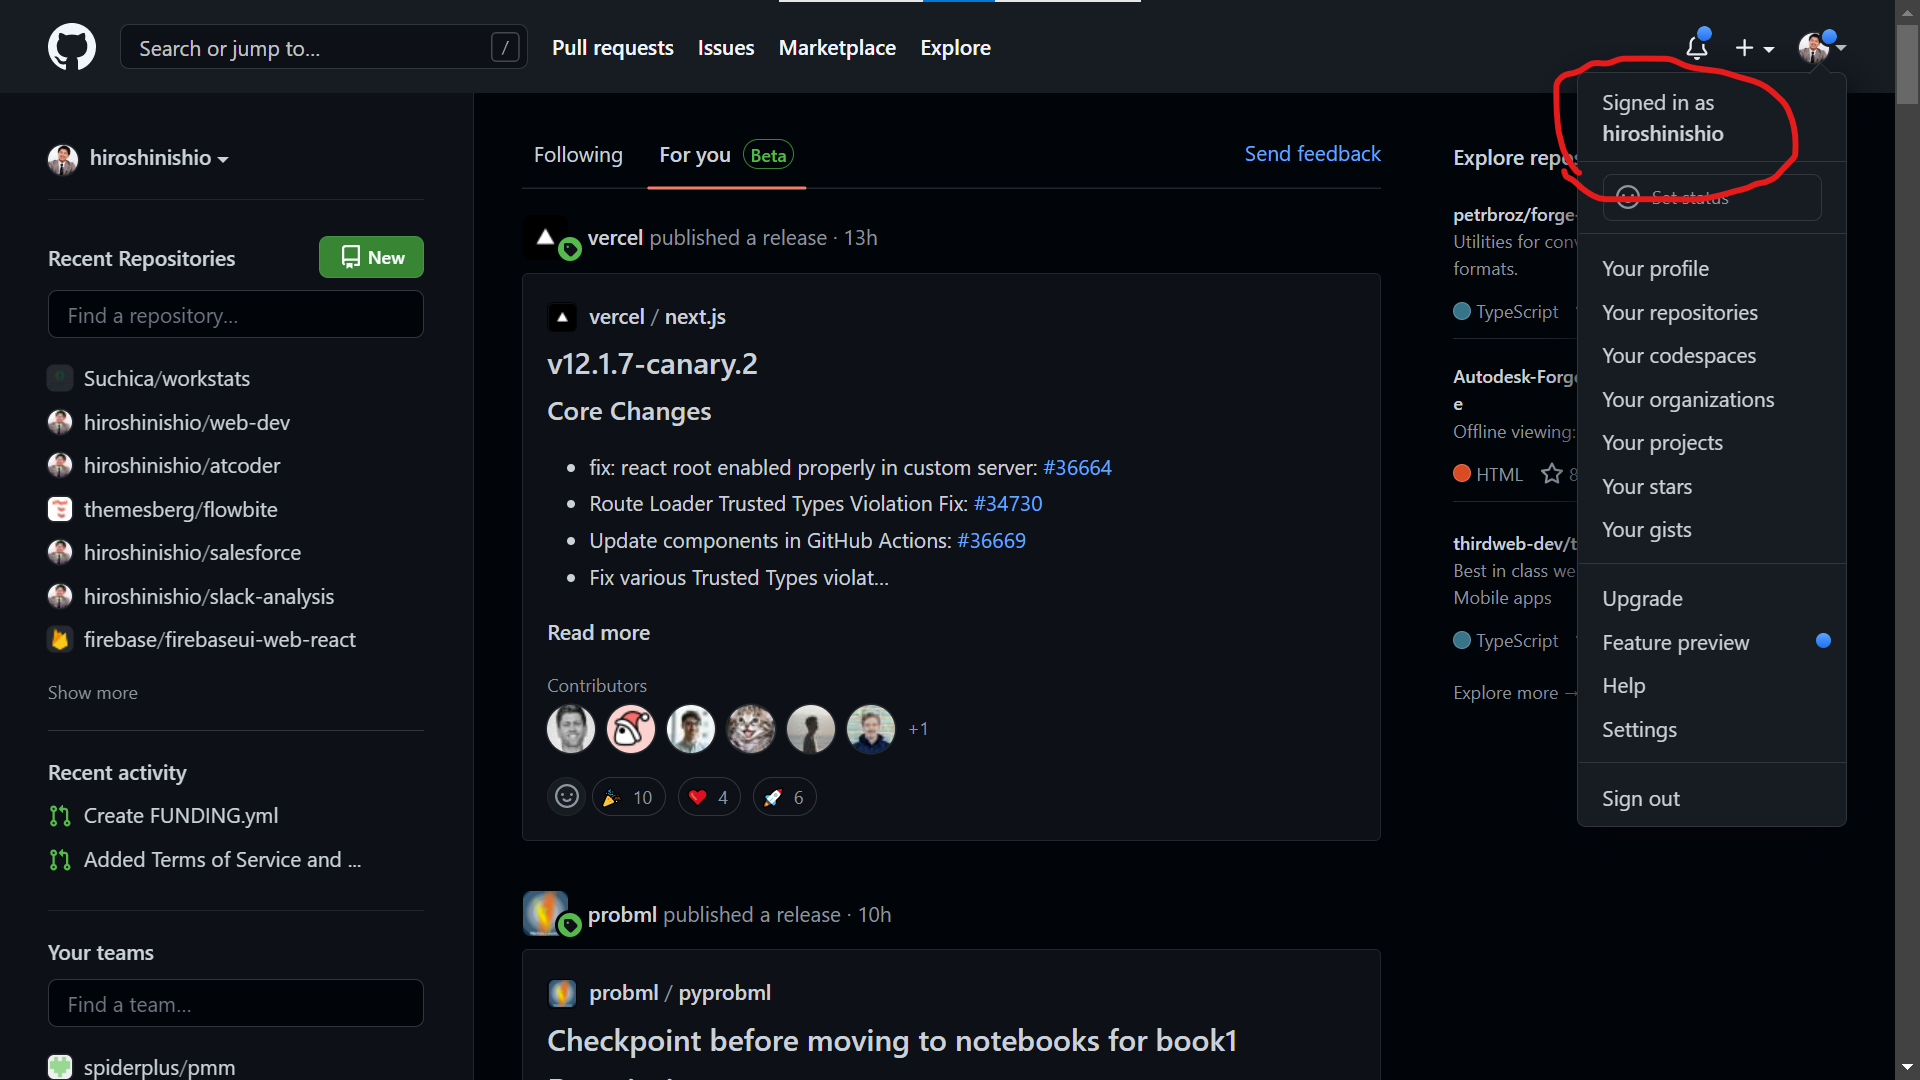 Search or jump to...
/
Pull requests
Issues
Marketplace
Explore
hiroshinishio
Recent Repositories
New
Find a repository...
Suchica/workstats
hiroshinishio/web-dev
hiroshinishio/atcoder
themesberg/flowbite
hiroshinishio/salesforce
hiroshinishio/slack-analysis
firebase/firebaseui-web-react
Show more
Recent activity
Create FUNDING.yml
Added Terms of Service and ...
Your teams
Find a team...
spiderplus/pmm
Following
For you
Beta
Send feedback
vercel published a release · 13h
vercel / next.js
v12.1.7-canary.2
Core Changes
fix: react root enabled properly in custom server: #36664
Route Loader Trusted Types Violation Fix: #34730
Update components in GitHub Actions: #36669
Fix various Trusted Types violat...
Read more
Contributors
+1
10
4
6
probml published a release · 10h
probml / pyprobml
Checkpoint before moving to notebooks for book1
Explore repos
petrbroz/forge-
Utilities for con
formats.
TypeScript
Autodesk-Forg
e
Offline viewing:
HTML
8
thirdweb-dev/t
Best in class we
Mobile apps
TypeScript
Explore more →
Signed in as
hiroshinishio
Set status
Your profile
Your repositories
Your codespaces
Your organizations
Your projects
Your stars
Your gists
Upgrade
Feature preview
Help
Settings
Sign out